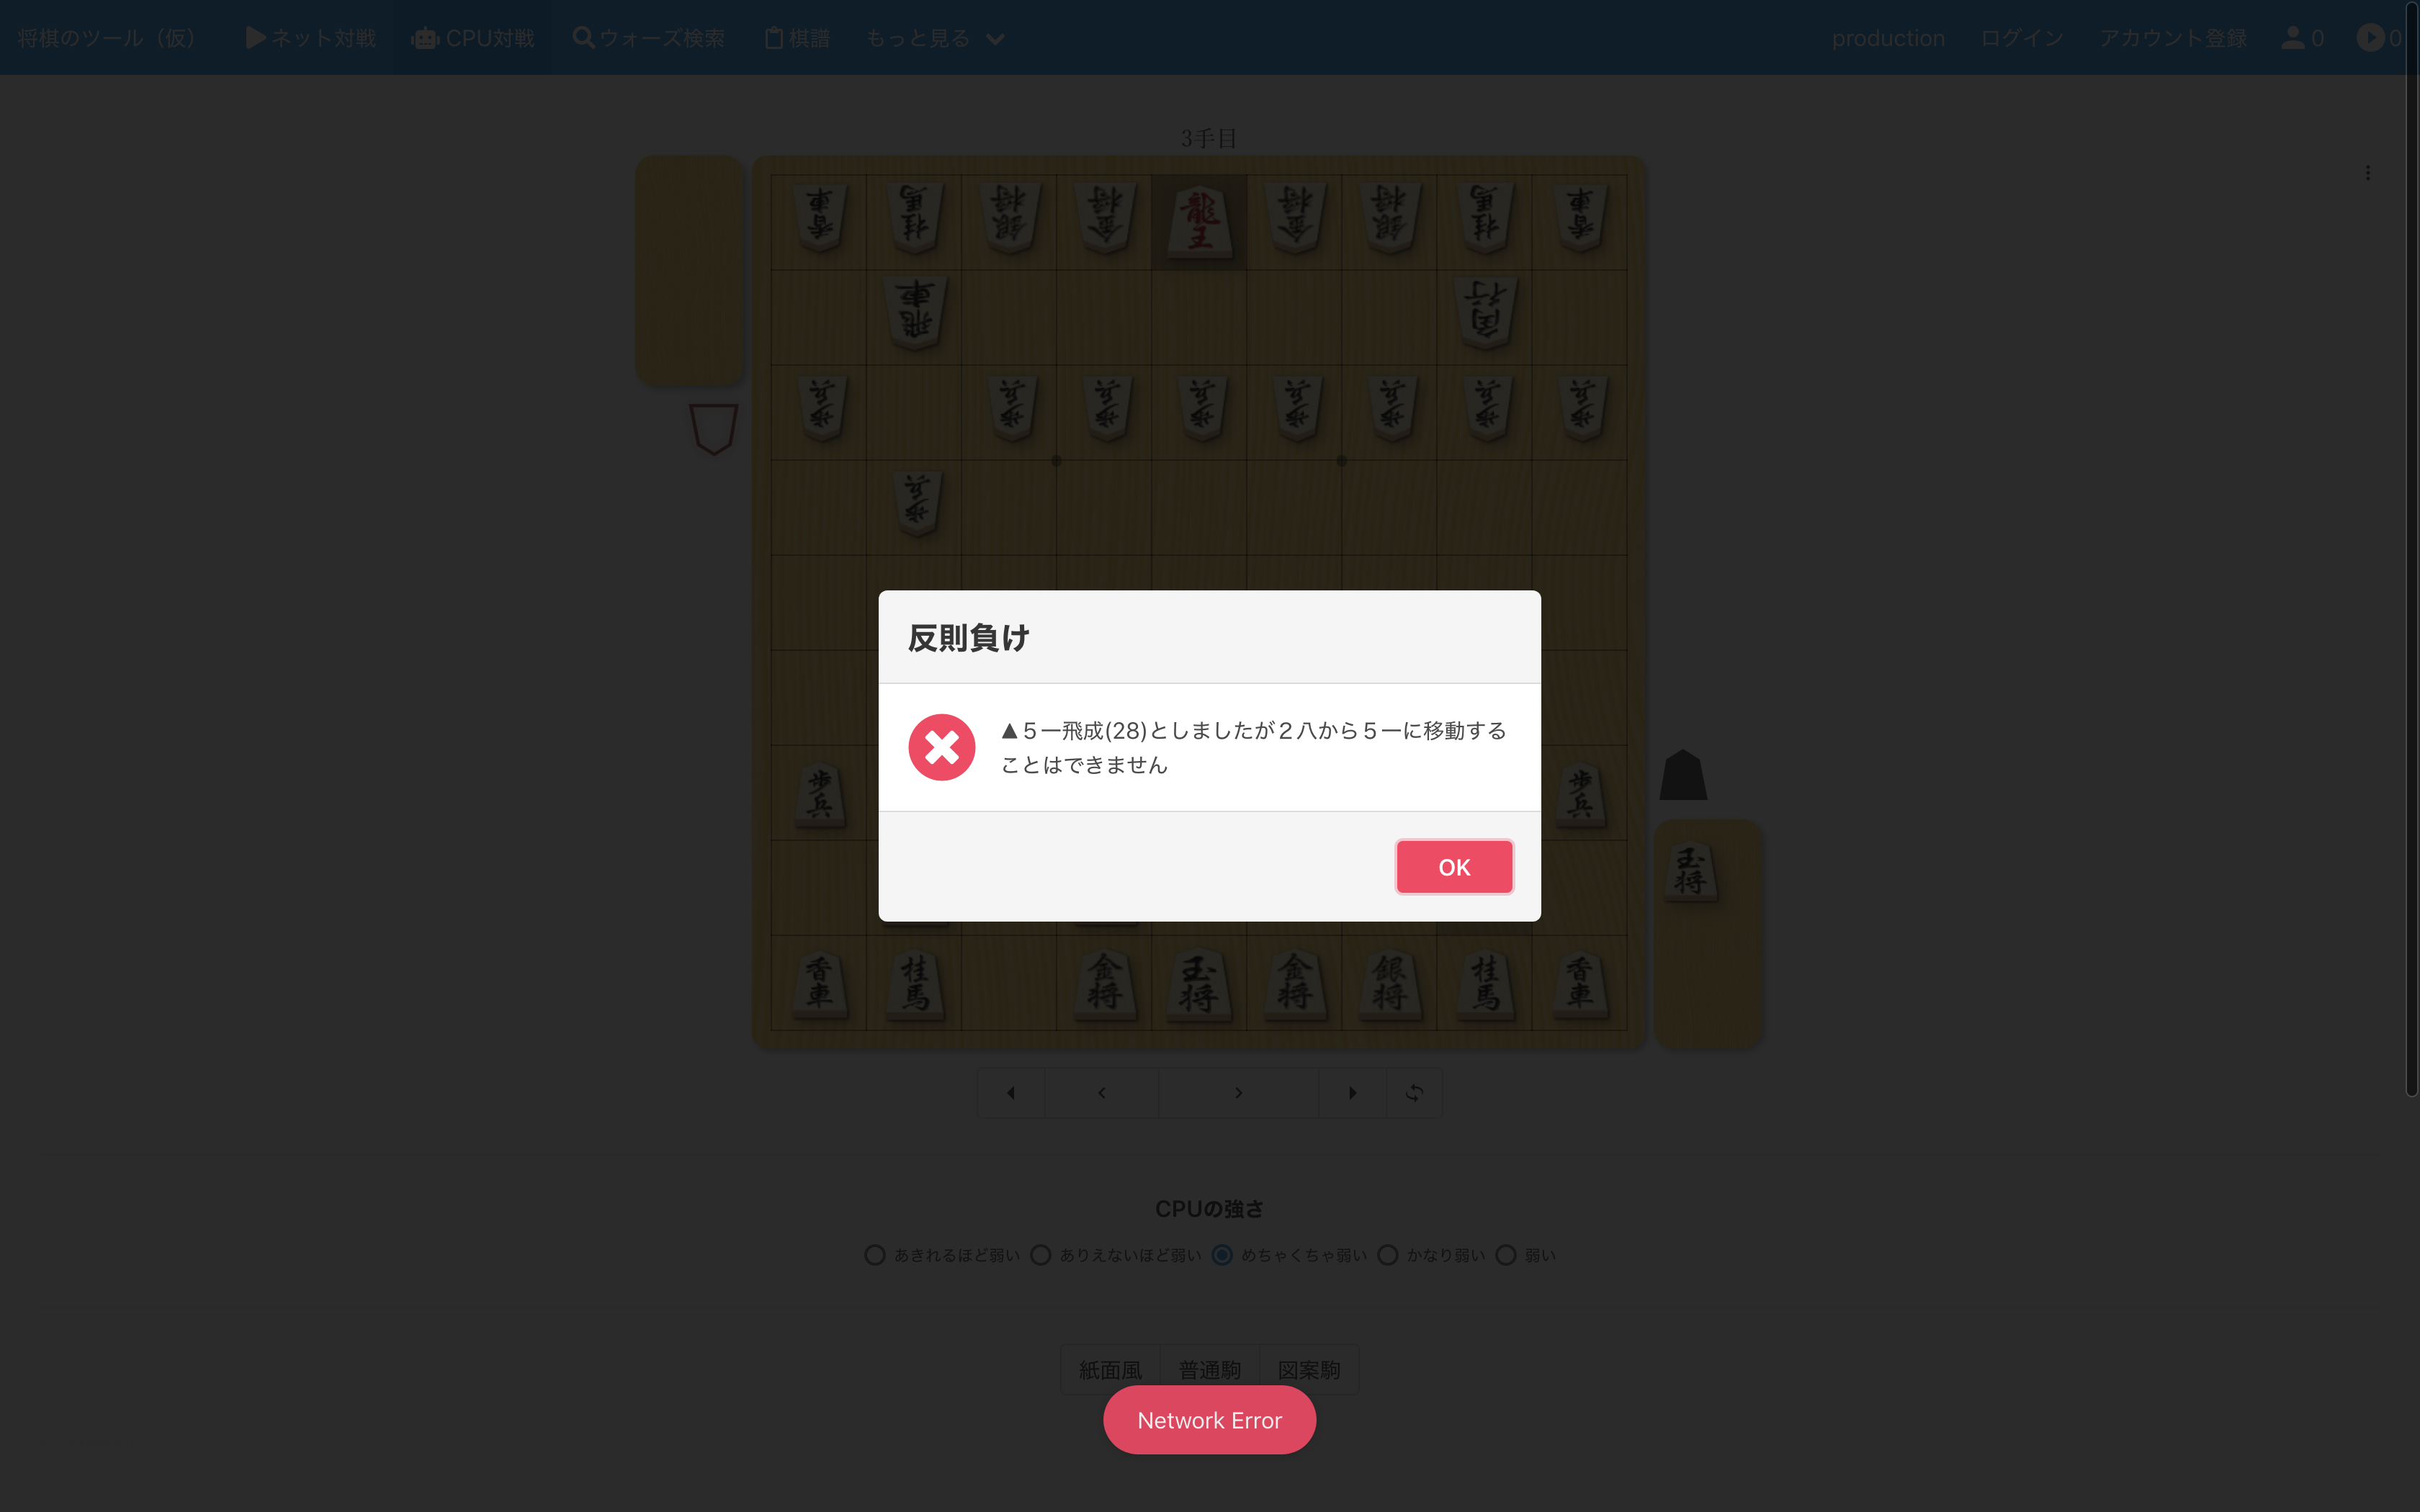 将棋のツール（仮） ネット対戦 CPU対戦 ウォーズ検索 棋譜 もっと見る production ログイン アカウント登録 0 0
3手目
香車 桂馬 銀将 金将 龍王 金将 銀将 桂馬 香車
飛車 角行
歩兵 歩兵 歩兵 歩兵 歩兵 歩兵 歩兵 歩兵
歩兵
反則負け
▲５一飛成(28)としましたが２八から５一に移動する
ことはできません
歩兵 歩兵
OK
玉将
香車 桂馬 金将 玉将 金将 銀将 桂馬 香車
CPUの強さ
あきれるほど弱い ありえないほど弱い めちゃくちゃ弱い かなり弱い 弱い
紙面風 普通駒 図案駒
Network Error